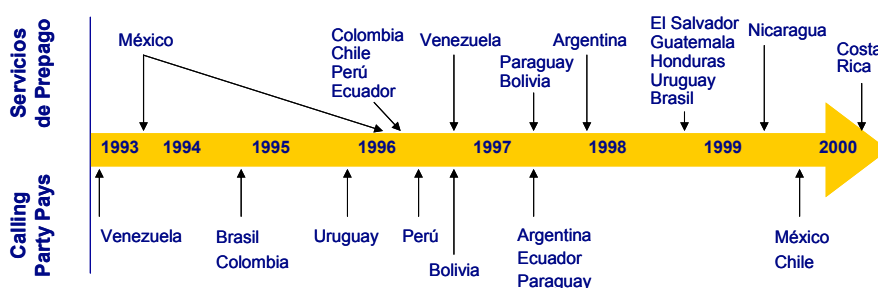 Servicios
de Prepago
México
Colombia
Chile
Perú
Ecuador
Venezuela
Paraguay
Bolivia
Argentina
El Salvador
Guatemala
Honduras
Uruguay
Brasil
Nicaragua
Costa
Rica
1993 1994 1995 1996 1997 1998 1999 2000
Calling
Party Pays
Venezuela
Brasil
Colombia
Uruguay
Perú
Bolivia
Argentina
Ecuador
Paraguay
México
Chile